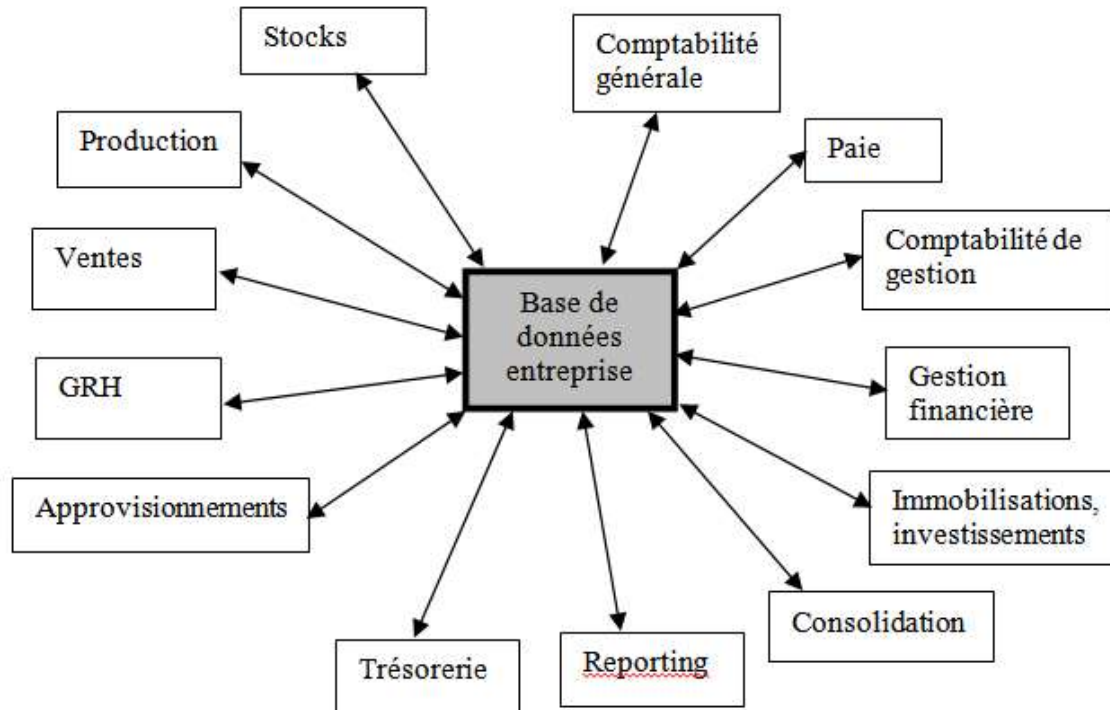 Stocks
Comptabilité
générale
Production
Paie
Ventes
Comptabilité de
gestion
Base de
données
entreprise
GRH
Gestion
financière
Approvisionnements
Immobilisations,
investissements
Consolidation
Trésorerie
Reporting